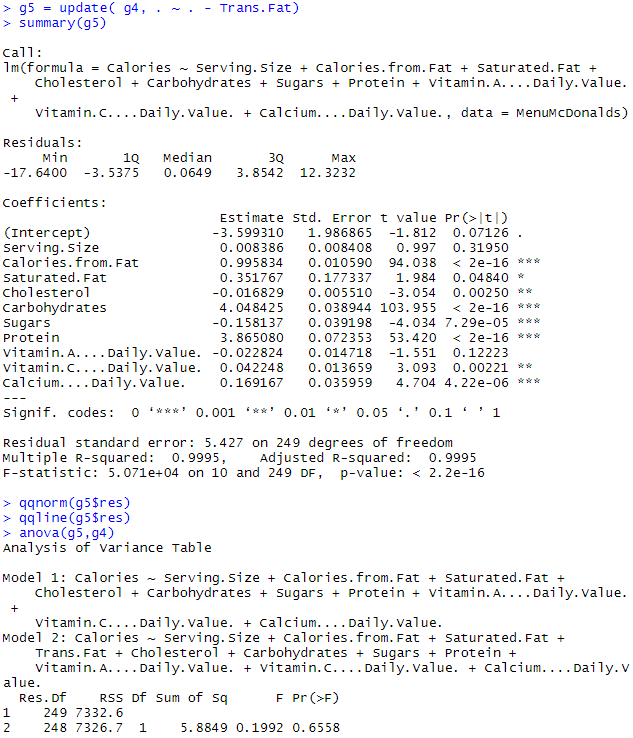 > g5 = update( g4, . ~ . - Trans.Fat)
> summary(g5)

Call:
lm(formula = Calories ~ Serving.Size + Calories.from.Fat + Saturated.Fat +
    Cholesterol + Carbohydrates + Sugars + Protein + Vitamin.A....Daily.Value.
 +
    Vitamin.C....Daily.Value. + Calcium....Daily.Value., data = MenuMcDonalds)

Residuals:
     Min       1Q   Median       3Q      Max
-17.6400  -3.5375   0.0649   3.8542  12.3232

Coefficients:
                           Estimate Std. Error t value Pr(>|t|)
(Intercept)               -3.599310   1.986865  -1.812  0.07126 .
Serving.Size               0.008386   0.008408   0.997  0.31950
Calories.from.Fat          0.995834   0.010590  94.038  < 2e-16 ***
Saturated.Fat              0.351767   0.177337   1.984  0.04840 *
Cholesterol               -0.016829   0.005510  -3.054  0.00250 **
Carbohydrates              4.048425   0.038944 103.955  < 2e-16 ***
Sugars                    -0.158137   0.039198  -4.034 7.29e-05 ***
Protein                    3.865080   0.072353  53.420  < 2e-16 ***
Vitamin.A....Daily.Value. -0.022824   0.014718  -1.551  0.12223
Vitamin.C....Daily.Value.  0.042248   0.013659   3.093  0.00221 **
Calcium....Daily.Value.    0.169167   0.035959   4.704 4.22e-06 ***
---
Signif. codes:  0 ‘***’ 0.001 ‘**’ 0.01 ‘*’ 0.05 ‘.’ 0.1 ‘ ’ 1

Residual standard error: 5.427 on 249 degrees of freedom
Multiple R-squared:  0.9995,    Adjusted R-squared:  0.9995
F-statistic: 5.071e+04 on 10 and 249 DF,  p-value: < 2.2e-16

> qqnorm(g5$res)
> qqline(g5$res)
> anova(g5,g4)
Analysis of Variance Table

Model 1: Calories ~ Serving.Size + Calories.from.Fat + Saturated.Fat +
    Cholesterol + Carbohydrates + Sugars + Protein + Vitamin.A....Daily.Value.
 +
    Vitamin.C....Daily.Value. + Calcium....Daily.Value.
Model 2: Calories ~ Serving.Size + Calories.from.Fat + Saturated.Fat +
    Trans.Fat + Cholesterol + Carbohydrates + Sugars + Protein +
    Vitamin.A....Daily.Value. + Vitamin.C....Daily.Value. + Calcium....Daily.V
alue.
  Res.Df    RSS Df Sum of Sq      F Pr(>F)
1    249 7332.6
2    248 7326.7  1    5.8849 0.1992 0.6558